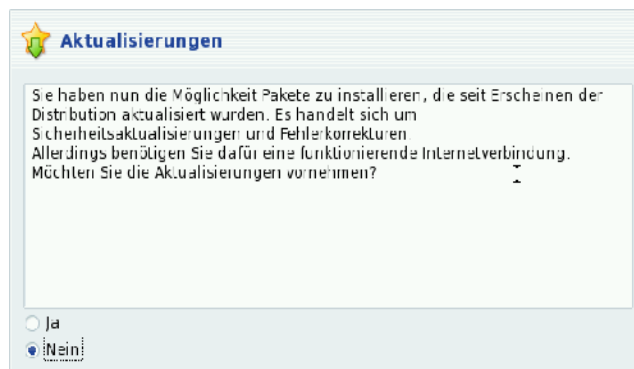 Aktualisierungen
Sie haben nun die Möglichkeit Pakete zu installieren, die seit Erscheinen der
Distribution aktualisiert wurden. Es handelt sich um
Sicherheitsaktualisierungen und Fehlerkorrekturen.
Allerdings benötigen Sie dafür eine funktionierende Internetverbindung.
Möchten Sie die Aktualisierungen vornehmen?
Ja
Nein